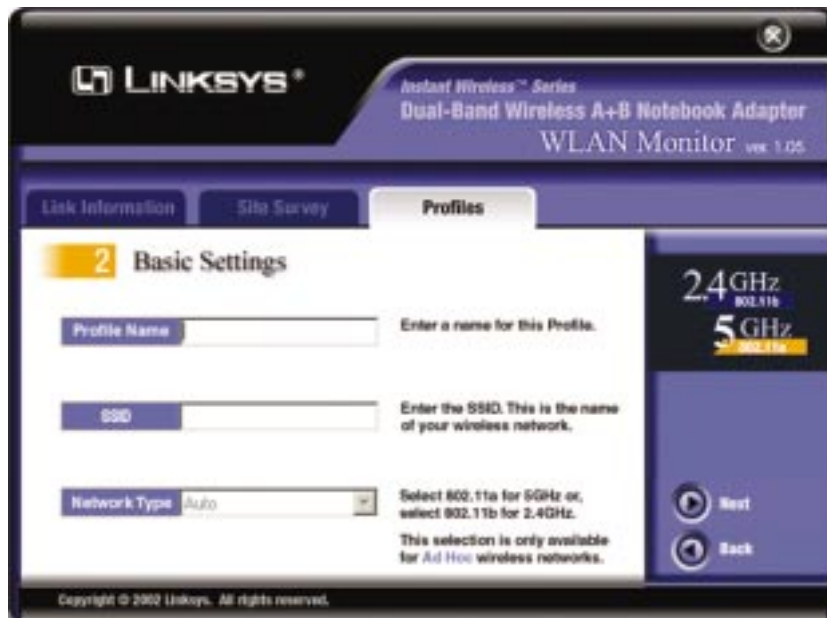 LINKSYS®
Instant Wireless™ Series
Dual-Band Wireless A+B Notebook Adapter
WLAN Monitor ver. 1.05
Link Information
Site Survey
Profiles
2 Basic Settings
Profile Name
Enter a name for this Profile.
SSID
Enter the SSID. This is the name
of your wireless network.
Network Type
Auto
Select 802.11a for 5GHz or,
select 802.11b for 2.4GHz.
This selection is only available
for Ad Hoc wireless networks.
2.4GHz
802.11b
5GHz
802.11a
Next
Back
Copyright © 2002 Linksys. All rights reserved.